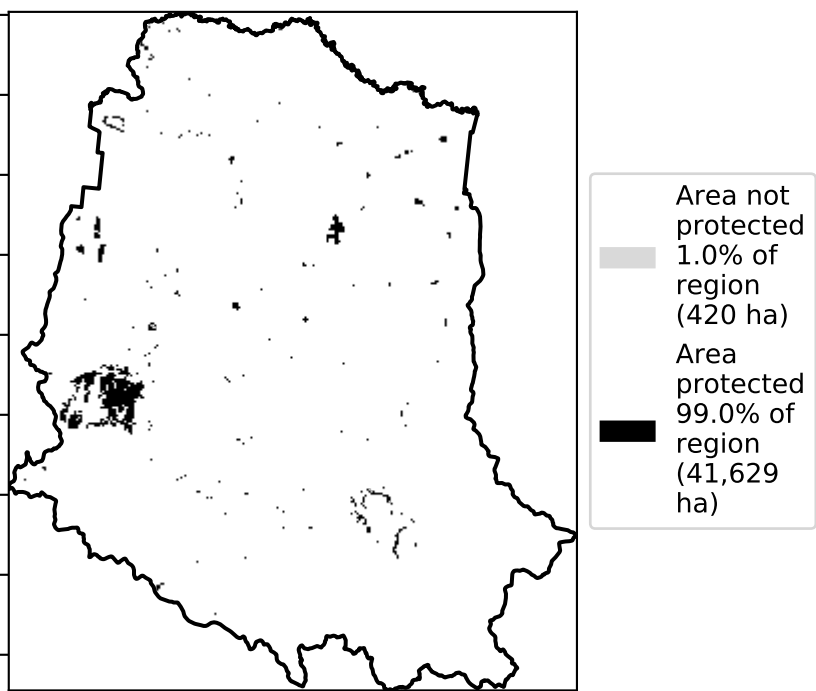 Area not
protected
1.0% of
region
(420 ha)
Area
protected
99.0% of
region
(41,629
ha)